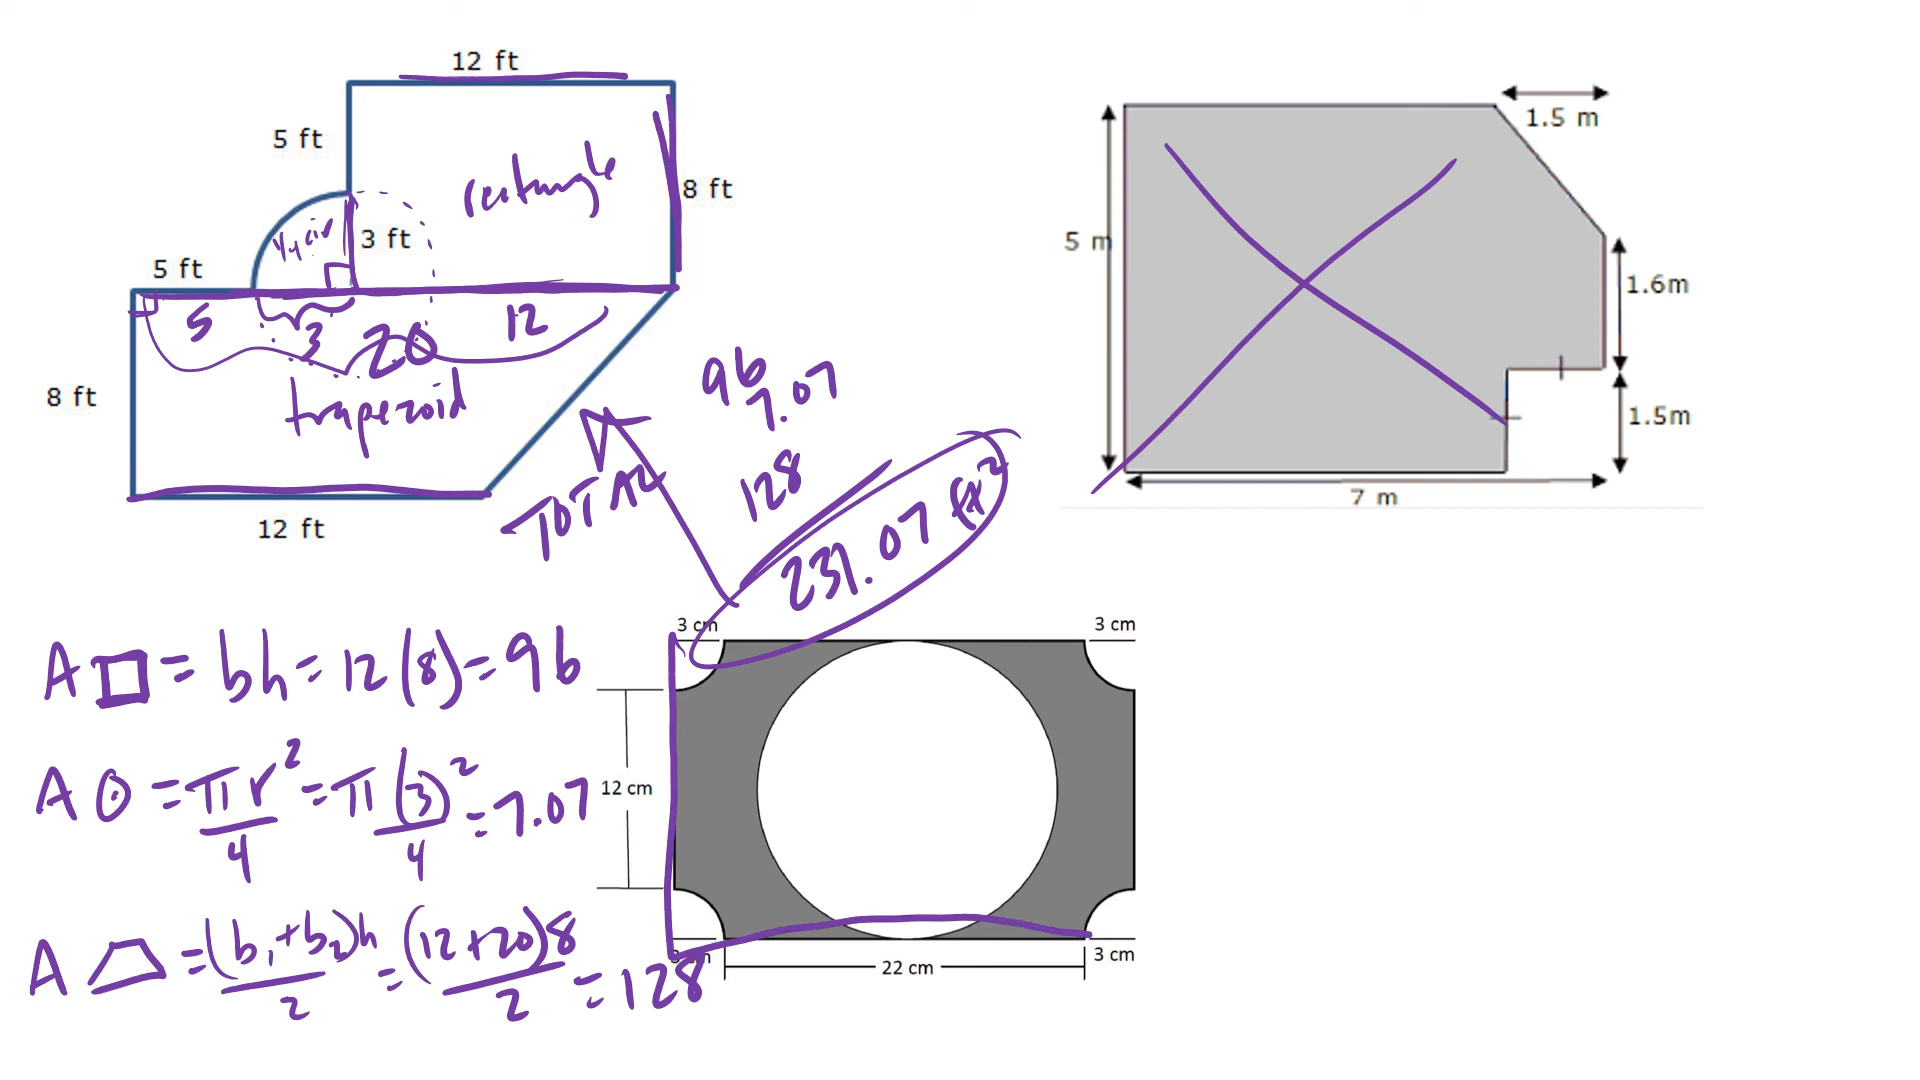 12 ft
5 ft
rectangle
8 ft
1/4 cir
3 ft
5 ft
5
3
20
12
trapezoid
8 ft
12 ft
96
7.07
128
231.07 ft²
TOTAL
1.5 m
5 m
1.6m
1.5m
7 m
A □ = bh = 12(8) = 96
A ⊙ = πr²/4 = π(3)²/4 = 7.07
A ⏢ = (b₁+b₂)h/2 = (12+20)8/2 = 128
3 cm
3 cm
12 cm
3 cm
22 cm